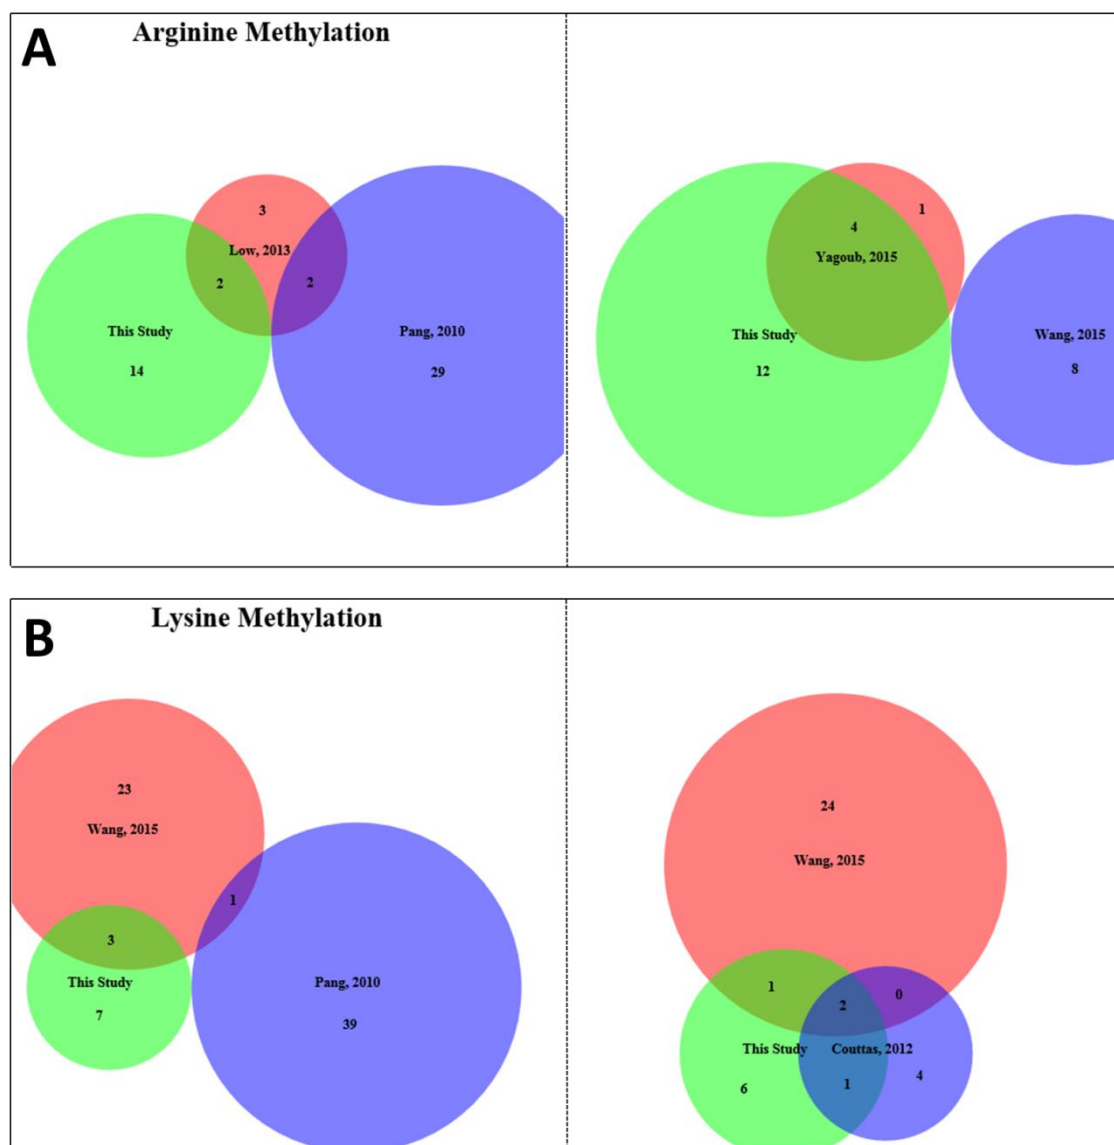 A
Arginine Methylation
3
Low, 2013
2
2
This Study
14
Pang, 2010
29
1
4
Yagoub, 2015
This Study
12
Wang, 2015
8
B
Lysine Methylation
23
Wang, 2015
1
3
This Study
7
Pang, 2010
39
24
Wang, 2015
1
2
0
This Study
Couttas, 2012
6
1
4